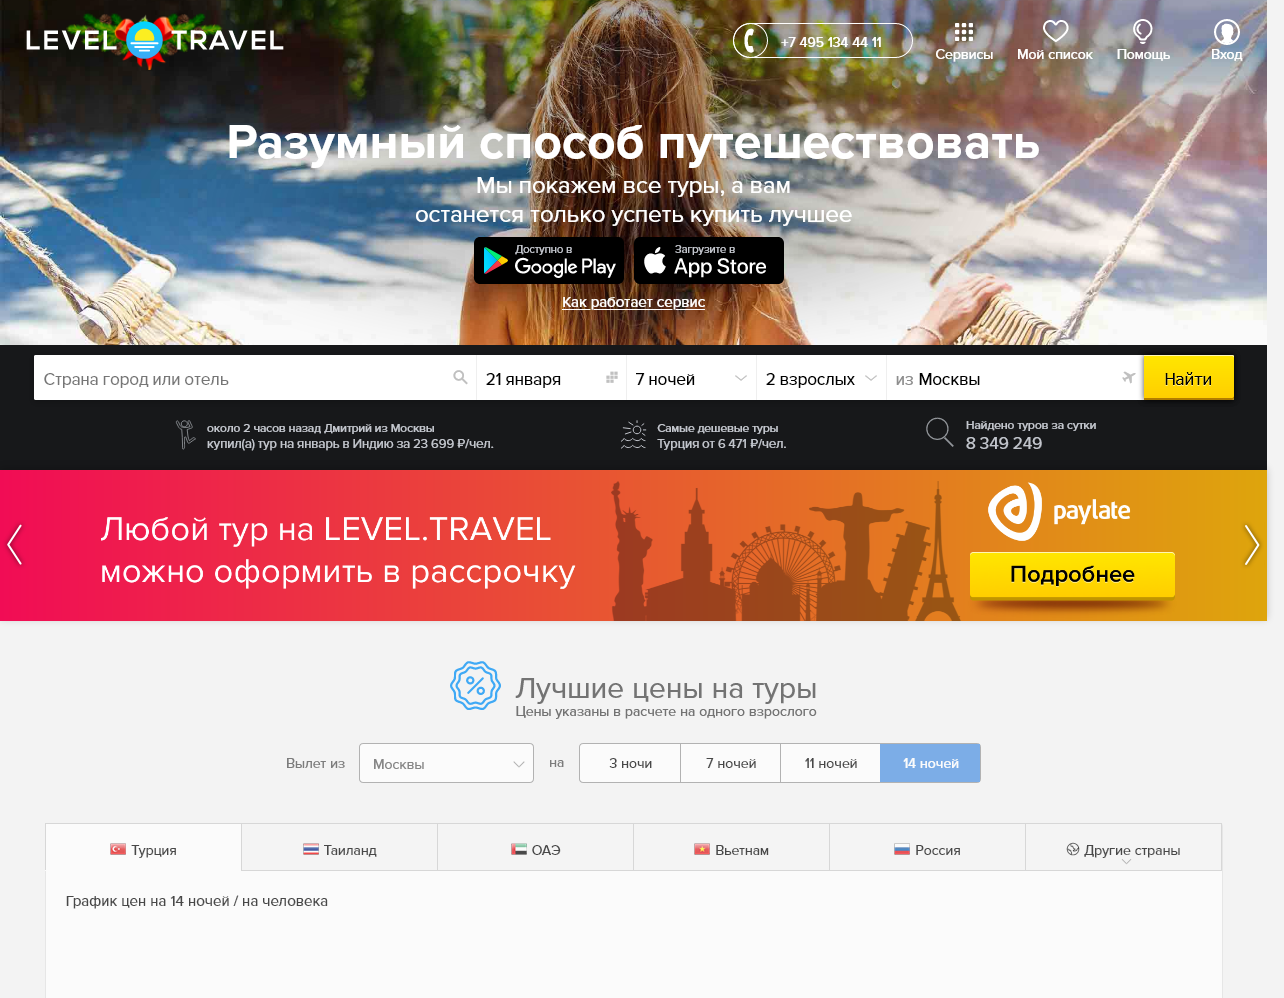 LEVEL TRAVEL
+7 495 134 44 11
Сервисы
Мой список
Помощь
Вход
Разумный способ путешествовать
Мы покажем все туры, а вам
останется только успеть купить лучшее
Доступно в
Google Play
Загрузите в
App Store
Как работает сервис
Страна город или отель
21 января
7 ночей
2 взрослых
из Москвы
Найти
около 2 часов назад Дмитрий из Москвы
купил(а) тур на январь в Индию за 23 699 ₽/чел.
Самые дешевые туры
Турция от 6 471 ₽/чел.
Найдено туров за сутки
8 349 249
Любой тур на LEVEL.TRAVEL
можно оформить в рассрочку
paylate
Подробнее
Лучшие цены на туры
Цены указаны в расчете на одного взрослого
Вылет из
Москвы
на
3 ночи
7 ночей
11 ночей
14 ночей
Турция
Таиланд
ОАЭ
Вьетнам
Россия
Другие страны
График цен на 14 ночей / на человека